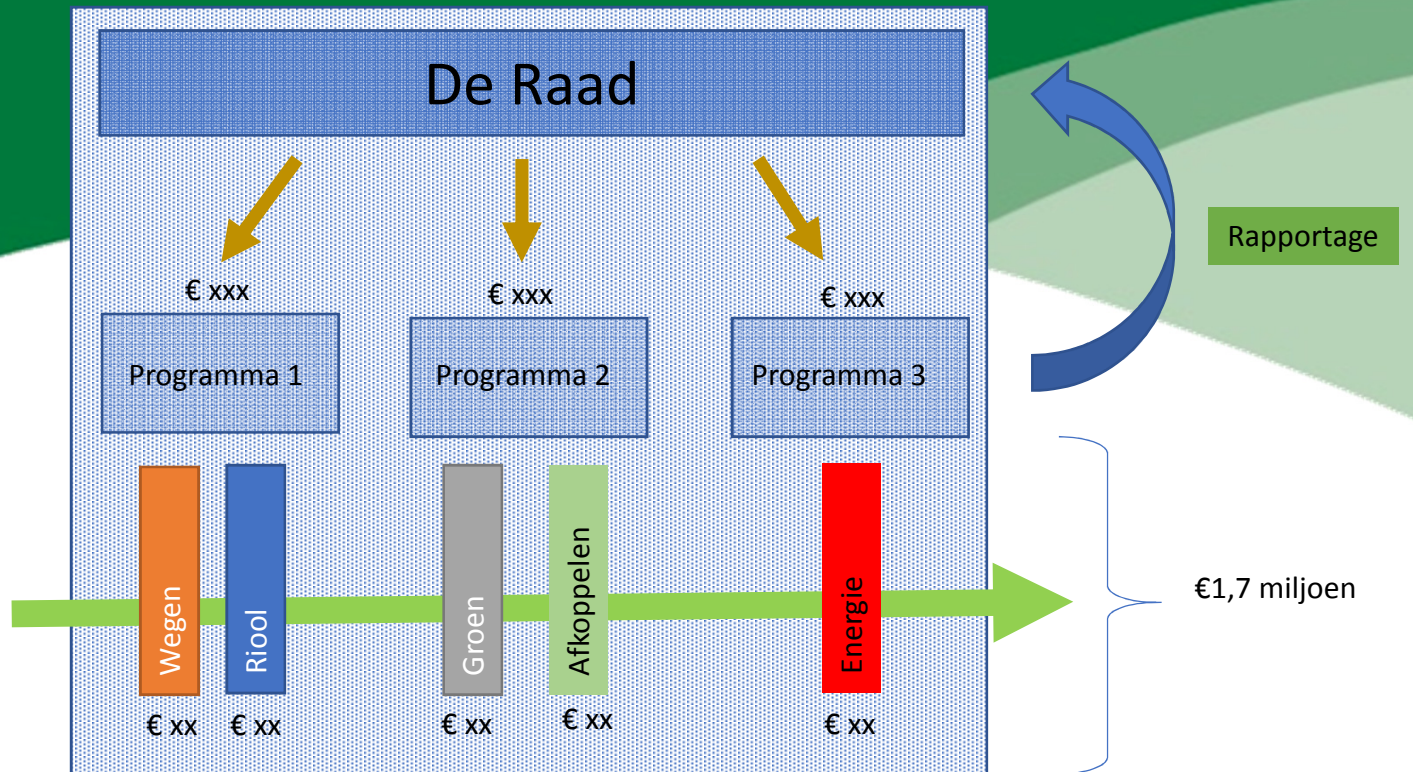 De Raad
Rapportage
€ xxx
€ xxx
€ xxx
Programma 1
Programma 2
Programma 3
Wegen
Riool
Groen
Afkoppelen
Energie
€1,7 miljoen
€ xx
€ xx
€ xx
€ xx
€ xx